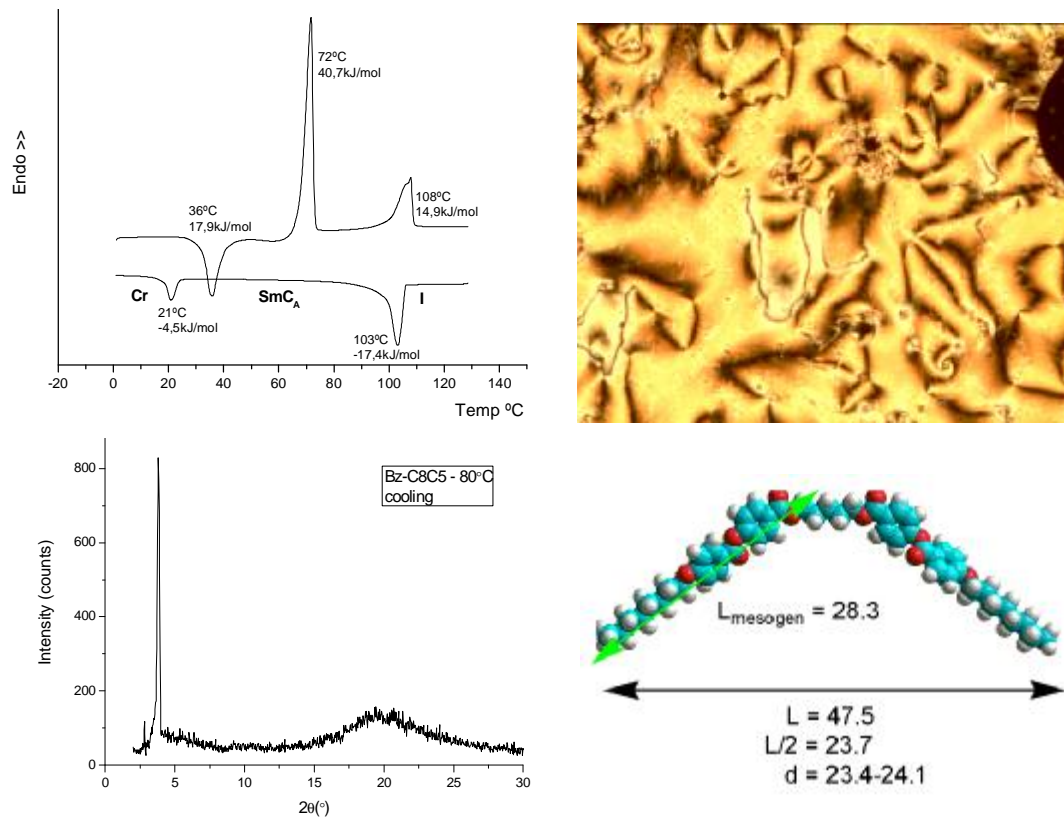 72ºC
40,7kJ/mol
Endo >>
36ºC
17,9kJ/mol
108ºC
14,9kJ/mol
Cr
SmC_A
I
21ºC
-4,5kJ/mol
103ºC
-17,4kJ/mol
-20 0 20 40 60 80 100 120 140
Temp ºC
Bz-C8C5 - 80°C
cooling
800
600
400
200
0
Intensity (counts)
0 5 10 15 20 25 30
2θ(°)
L_mesogen = 28.3
L = 47.5
L/2 = 23.7
d = 23.4-24.1